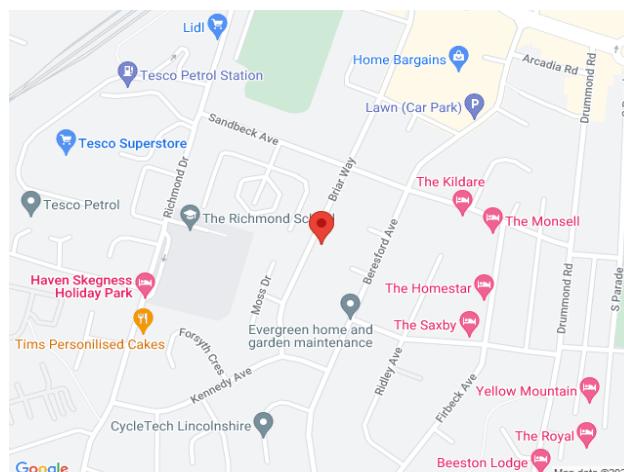 Lidl
Home Bargains
Arcadia Rd
Drummond Rd
Tesco Petrol Station
Lawn (Car Park)
Sandbeck Ave
Tesco Superstore
Richmond Dr
Briar Way
The Kildare
Tesco Petrol
The Richmond School
The Monsell
Beresford Ave
Haven Skegness
Holiday Park
Moss Dr
The Homestar
Drummond Rd
S Parade
Tims Personilised Cakes
Forsyth Cres
Evergreen home and
garden maintenance
The Saxby
Kennedy Ave
Ridley Ave
Firbeck Ave
Yellow Mountain
CycleTech Lincolnshire
The Royal
Beeston Lodge
Google